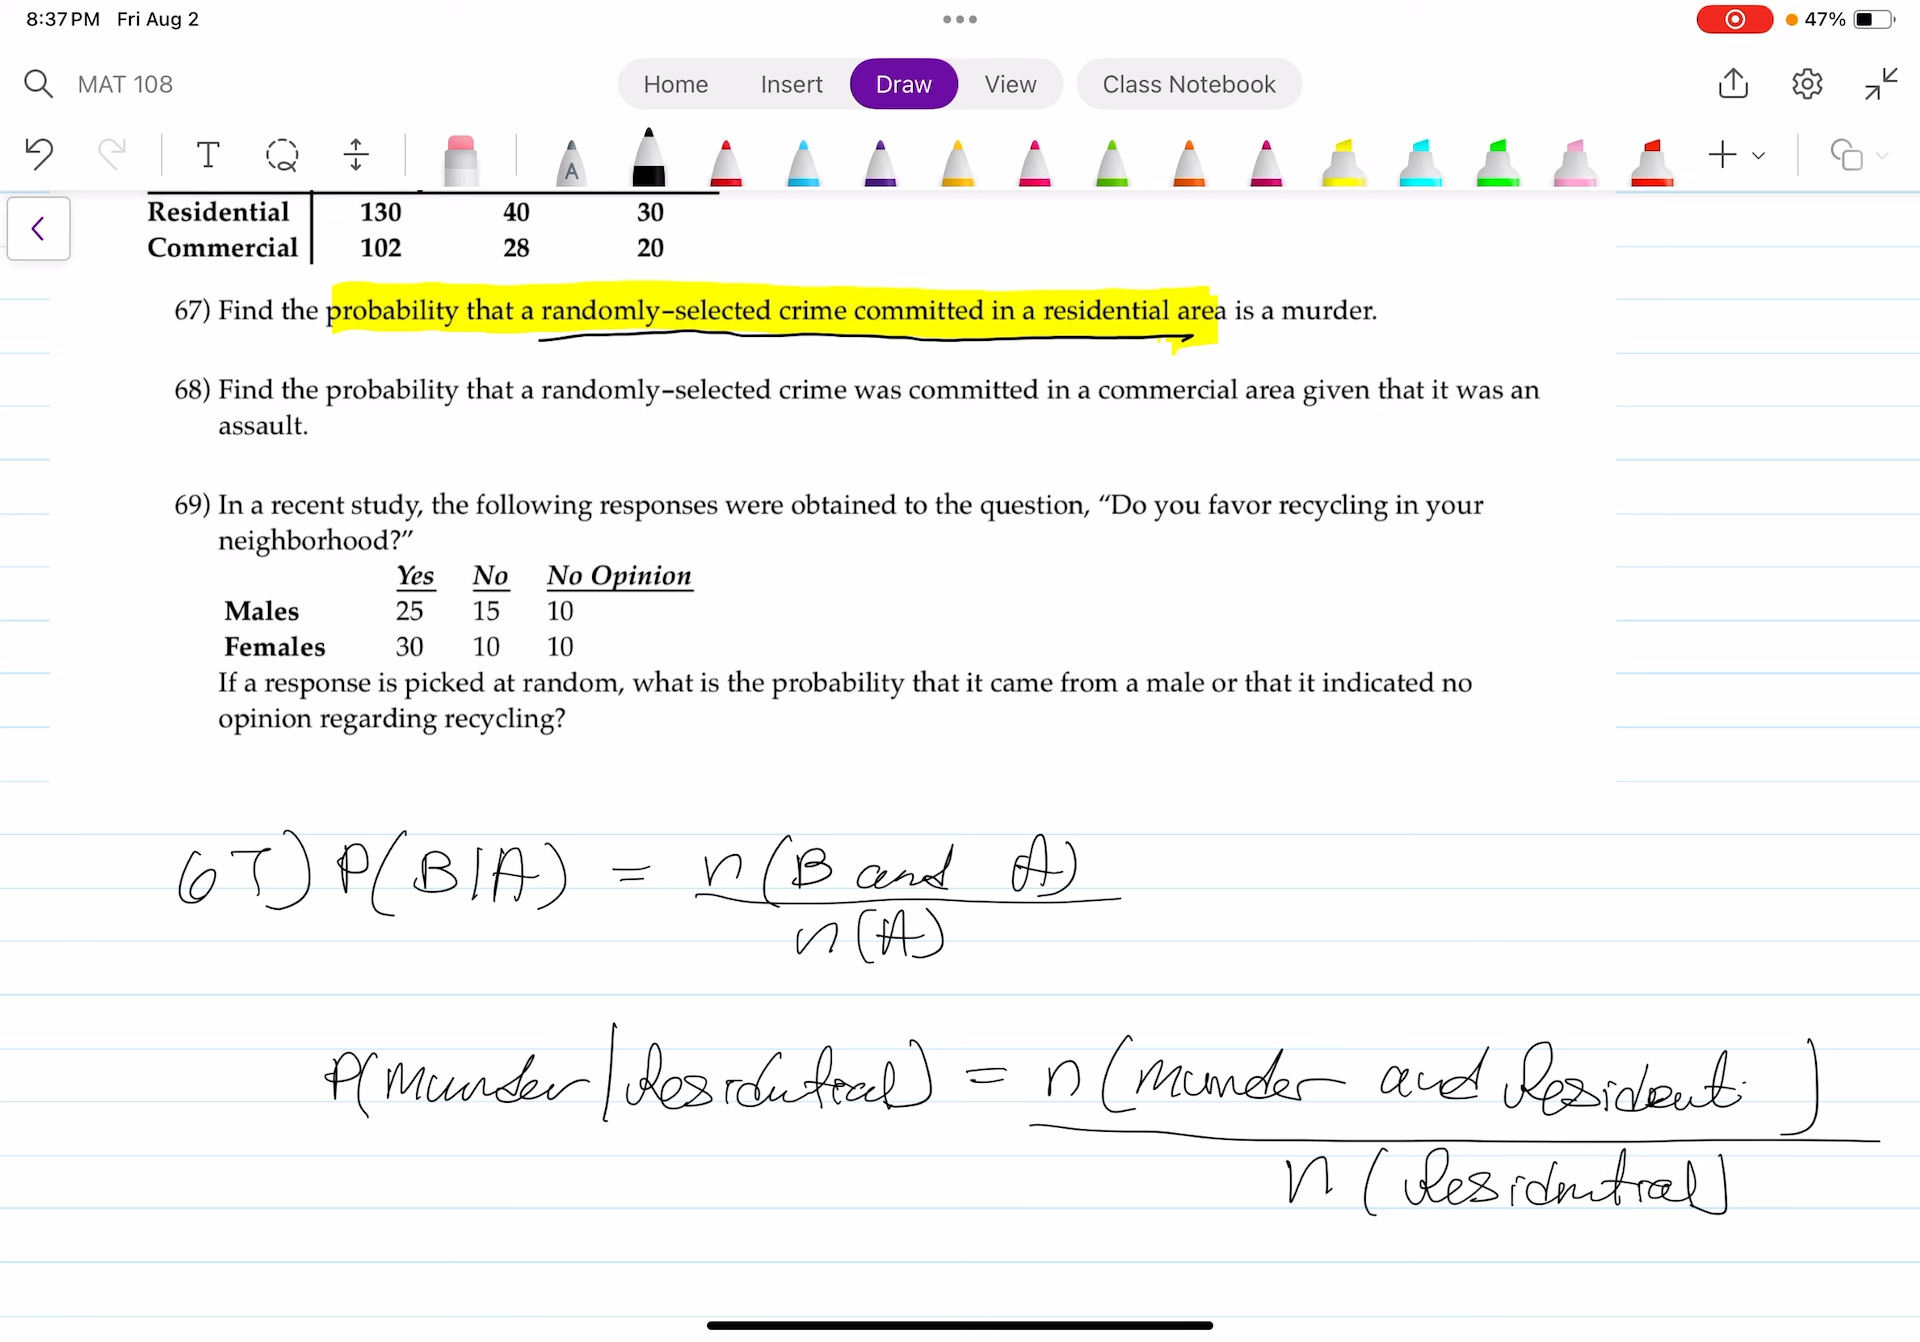 8:37 PM Fri Aug 2
47%
MAT 108
Home Insert Draw View Class Notebook
T A
Residential 130 40 30
Commercial 102 28 20
67) Find the probability that a randomly-selected crime committed in a residential area is a murder.
68) Find the probability that a randomly-selected crime was committed in a commercial area given that it was an
assault.
69) In a recent study, the following responses were obtained to the question, “Do you favor recycling in your
neighborhood?”
Yes No No Opinion
Males 25 15 10
Females 30 10 10
If a response is picked at random, what is the probability that it came from a male or that it indicated no
opinion regarding recycling?
67) P(B|A) = n(B and A)
n(A)
P(Murder|Residential) = n(Murder and Residenti)
n(Residential)